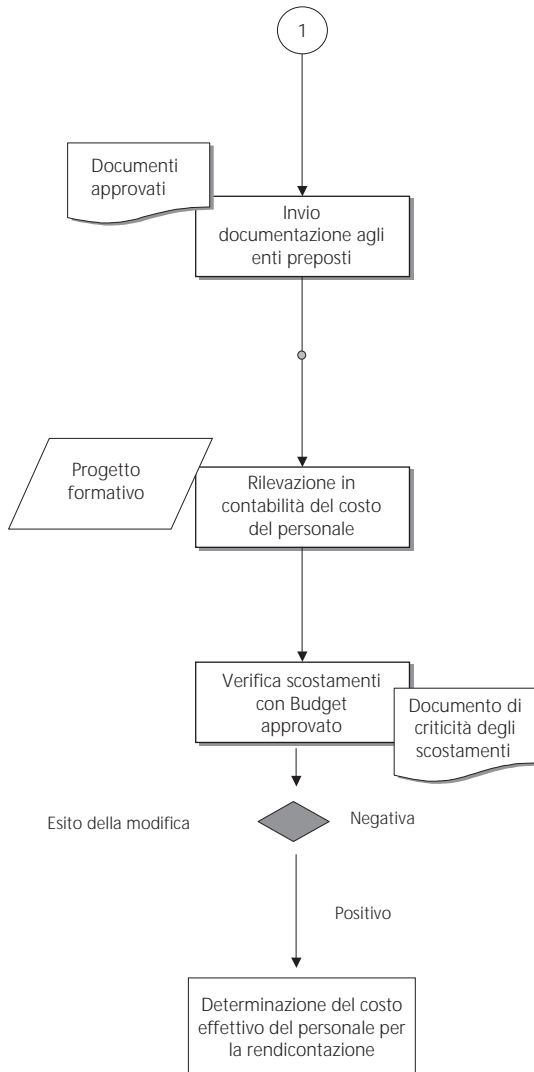 1
Documenti
approvati
Invio
documentazione agli
enti preposti
Progetto
formativo
Rilevazione in
contabilità del costo
del personale
Verifica scostamenti
con Budget
approvato
Documento di
criticità degli
scostamenti
Esito della modifica
Negativa
Positivo
Determinazione del costo
effettivo del personale per
la rendicontazione